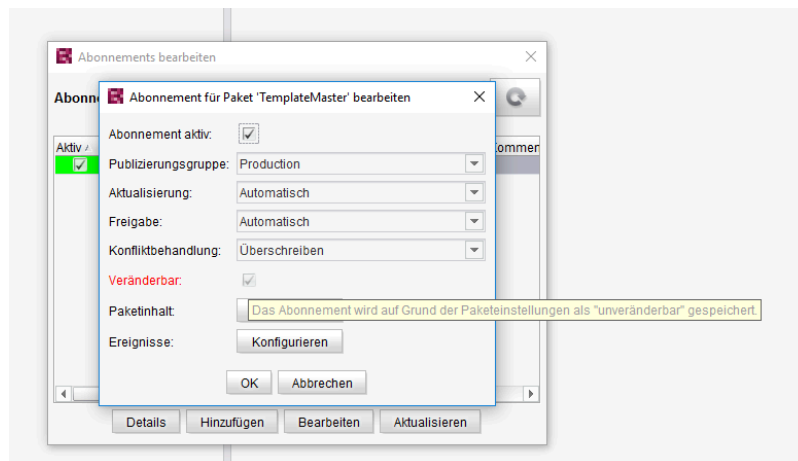 Abonnements bearbeiten
Abonn
Abonnement für Paket 'TemplateMaster' bearbeiten
Aktiv
Kommen
Abonnement aktiv:
Publizierungsgruppe: Production
Aktualisierung: Automatisch
Freigabe: Automatisch
Konfliktbehandlung: Überschreiben
Veränderbar:
Paketinhalt:
Das Abonnement wird auf Grund der Paketeinstellungen als "unveränderbar" gespeichert.
Ereignisse: Konfigurieren
OK Abbrechen
Details Hinzufügen Bearbeiten Aktualisieren